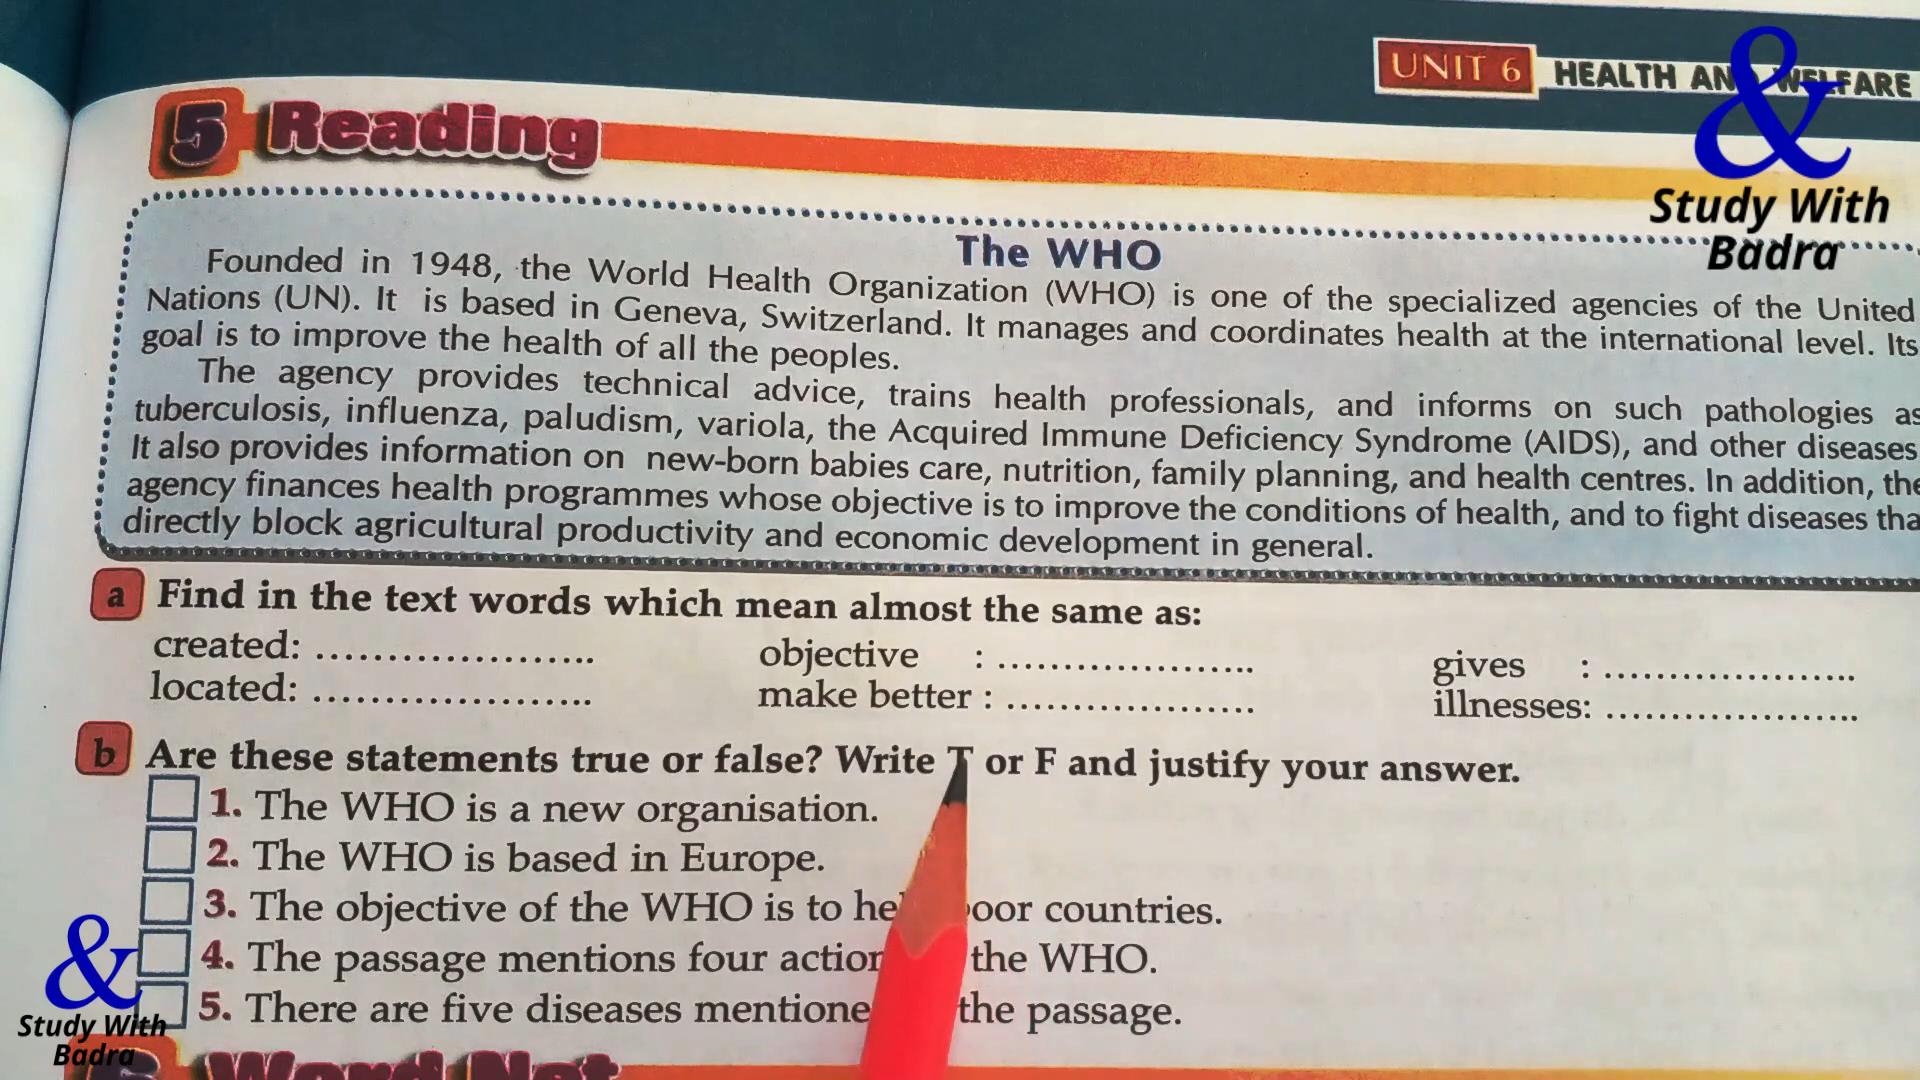 UNIT 6 HEALTH AND WELFARE
&
Study With
Badra
5 Reading
The WHO
Founded in 1948, the World Health Organization (WHO) is one of the specialized agencies of the United
Nations (UN). It is based in Geneva, Switzerland. It manages and coordinates health at the international level. Its
goal is to improve the health of all the peoples.
The agency provides technical advice, trains health professionals, and informs on such pathologies as
tuberculosis, influenza, paludism, variola, the Acquired Immune Deficiency Syndrome (AIDS), and other diseases
It also provides information on new-born babies care, nutrition, family planning, and health centres. In addition, the
agency finances health programmes whose objective is to improve the conditions of health, and to fight diseases tha
directly block agricultural productivity and economic development in general.
a Find in the text words which mean almost the same as:
created: .................... objective : .................... gives : ....................
located: .................... make better : .................... illnesses: ....................
b Are these statements true or false? Write T or F and justify your answer.
1. The WHO is a new organisation.
2. The WHO is based in Europe.
3. The objective of the WHO is to he oor countries.
4. The passage mentions four action the WHO.
5. There are five diseases mentione the passage.
&
Study With
Badra
6 Word Net